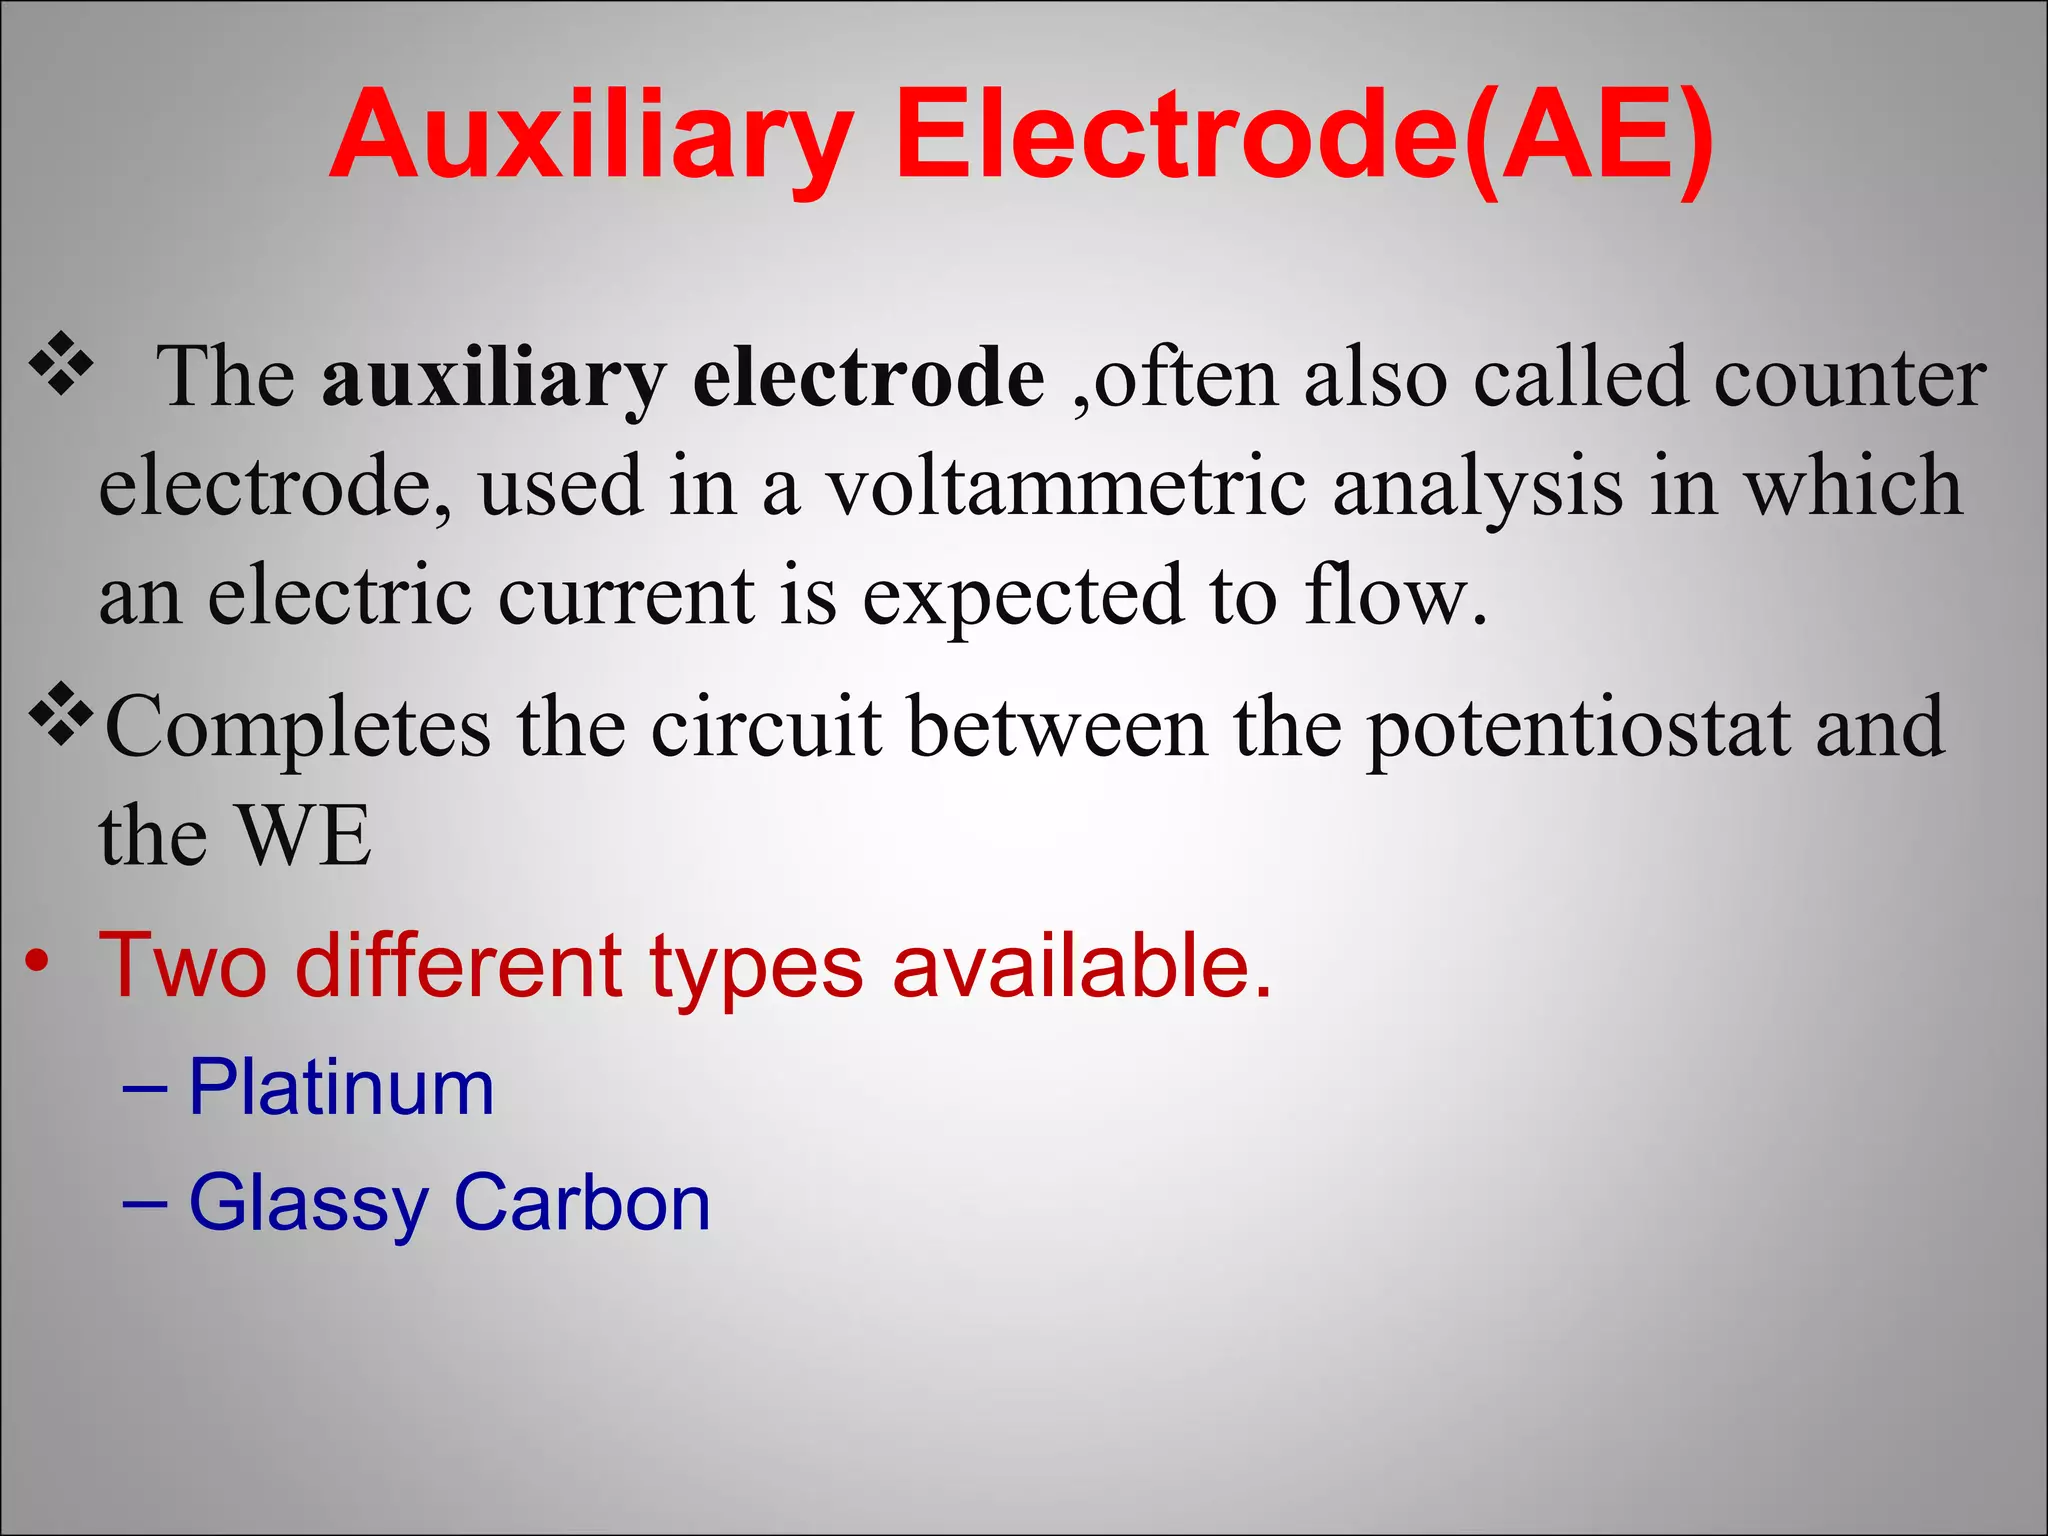 Auxiliary Electrode(AE)
❖ The auxiliary electrode ,often also called counter
electrode, used in a voltammetric analysis in which
an electric current is expected to flow.
❖Completes the circuit between the potentiostat and
the WE
• Two different types available.
– Platinum
– Glassy Carbon